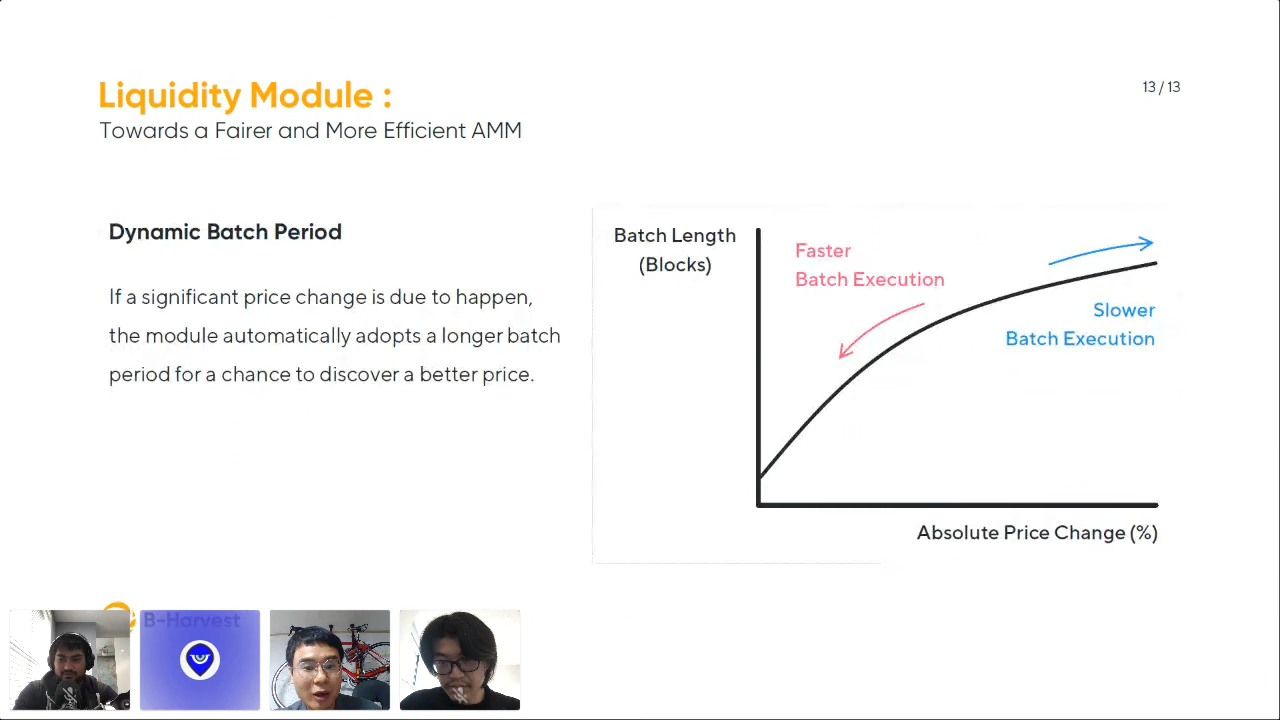 Liquidity Module :
13 / 13
Towards a Fairer and More Efficient AMM
Dynamic Batch Period
If a significant price change is due to happen,
the module automatically adopts a longer batch
period for a chance to discover a better price.
Batch Length
(Blocks)
Faster
Batch Execution
Slower
Batch Execution
Absolute Price Change (%)
B-Harvest